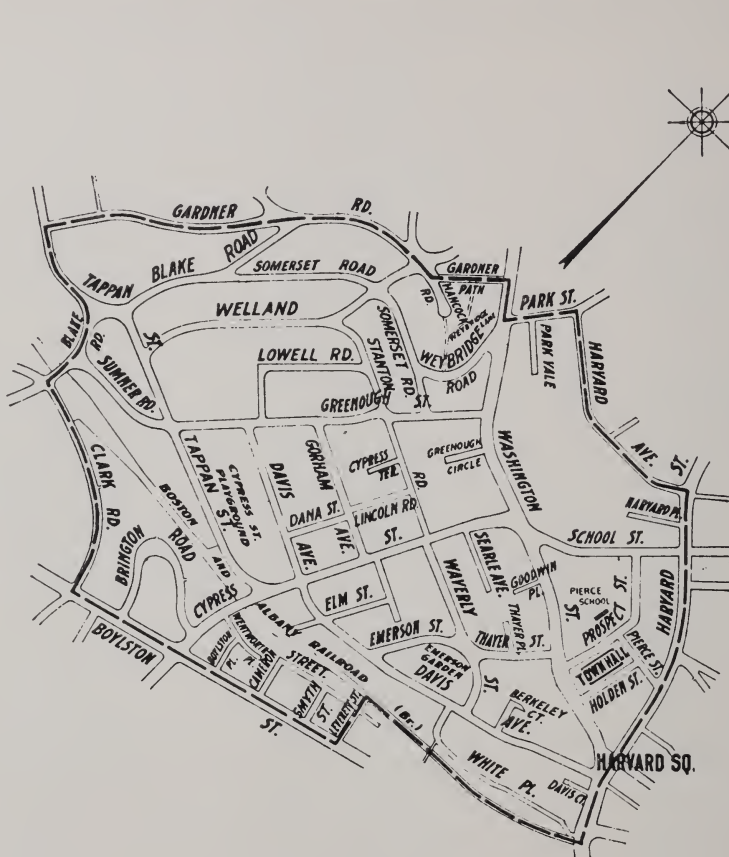 GARDNER RD.
GARDNER
TAPPAN
BLAKE ROAD
SOMERSET ROAD
HANCOCK
PATH
RD.
PARK ST.
WELLAND
BLAKE
RD.
ST.
SOMERSET RD.
STANTON
WEYBRIDGE
ROAD
PARK VALE
HARVARD
AVE.
ST.
SUMNER RD.
LOWELL RD.
GREENOUGH ST.
WASHINGTON
CLARK
RD.
TAPPAN
ST.
CYPRESS ST.
PLAYGROUND
DAVIS
AVE.
GORHAM
AVE.
CYPRESS
TER.
RD.
GREENOUGH
CIRCLE
DANA ST.
LINCOLN RD.
ST.
HARVARD PL.
SCHOOL ST.
BOSTON
AND
ALBANY
RAILROAD
(Br.)
BRINGTON
ROAD
CYPRESS
ELM ST.
WAVERLY
ST.
SEARLE AVE.
GOODWIN
PL.
ST.
PIERCE
SCHOOL
PROSPECT ST.
HARVARD
EMERSON ST.
THAYER ST.
THAYER PL.
PIERCE ST.
TOWN HALL
HOLDEN ST.
EMERSON
GARDEN
DAVIS
AVE.
BERKELEY
CT.
BOYLSTON
ST.
BOYLSTON
PL.
WENTWORTH
PL.
CAMERON
STREET.
SMYTH
ST.
LEVERETT ST.
WHITE PL.
DAVIS CT.
HARVARD SQ.